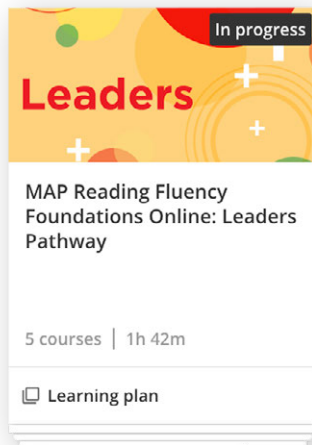 In progress
Leaders
MAP Reading Fluency
Foundations Online: Leaders
Pathway
5 courses | 1h 42m
Learning plan